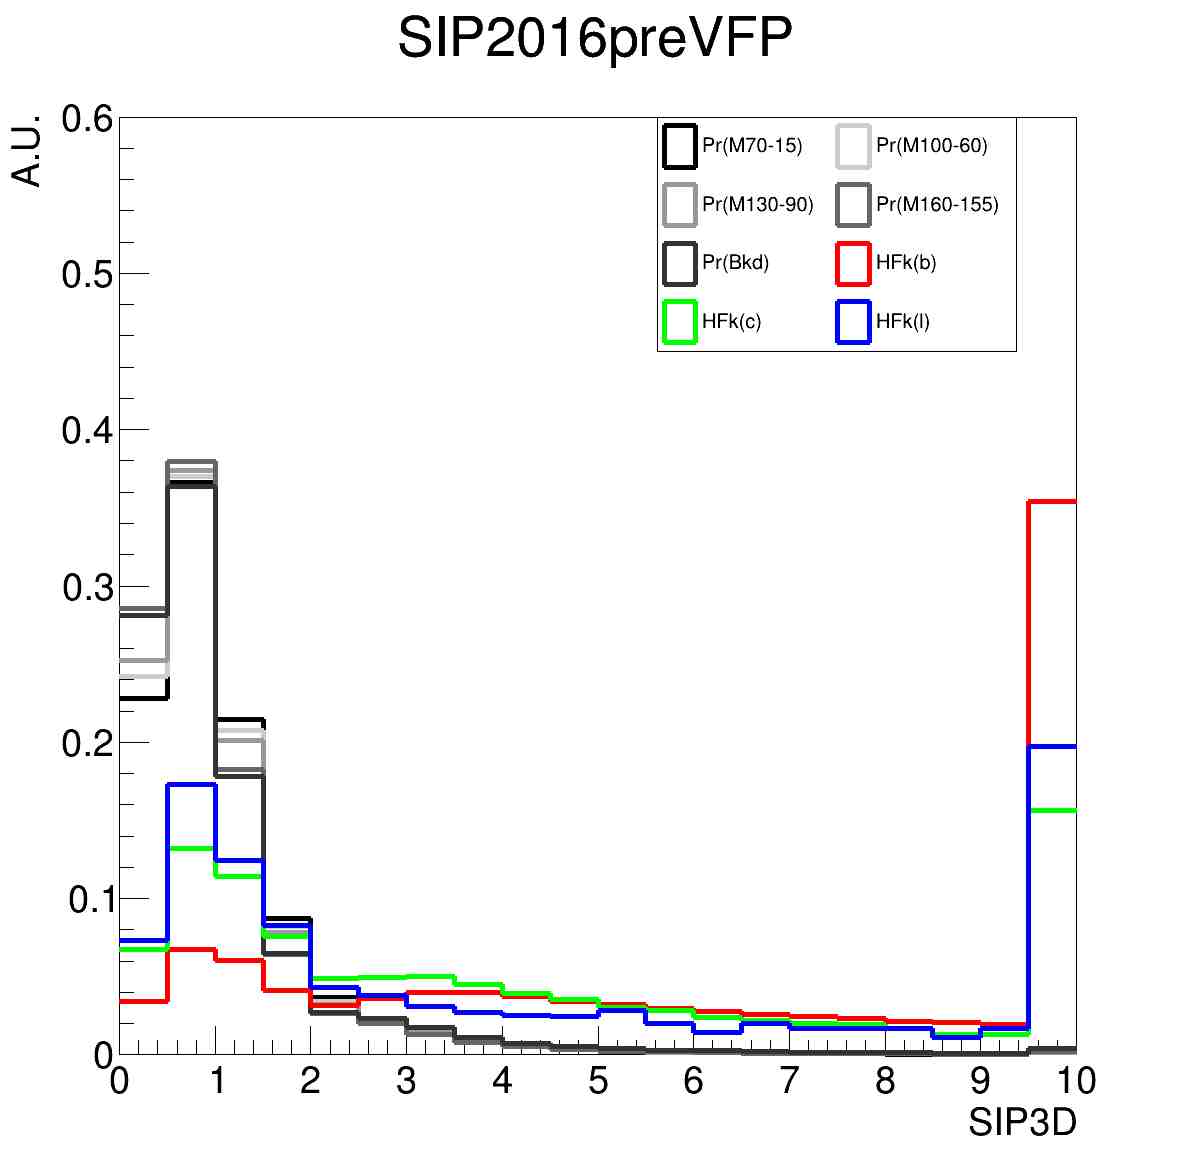 SIP2016preVFP
A.U.
0.6
0.5
0.4
0.3
0.2
0.1
0
Pr(M70-15) Pr(M100-60)
Pr(M130-90) Pr(M160-155)
Pr(Bkd) HFk(b)
HFk(c) HFk(l)
0 1 2 3 4 5 6 7 8 9 10
SIP3D